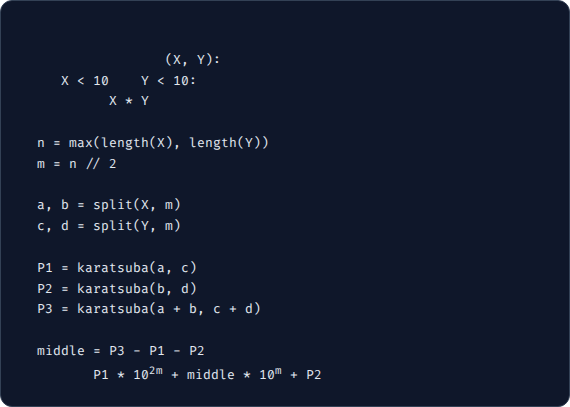 (X, Y):
X < 10 Y < 10:
X * Y
n = max(length(X), length(Y))
m = n // 2
a, b = split(X, m)
c, d = split(Y, m)
P1 = karatsuba(a, c)
P2 = karatsuba(b, d)
P3 = karatsuba(a + b, c + d)
middle = P3 - P1 - P2
P1 * 10^2m + middle * 10^m + P2